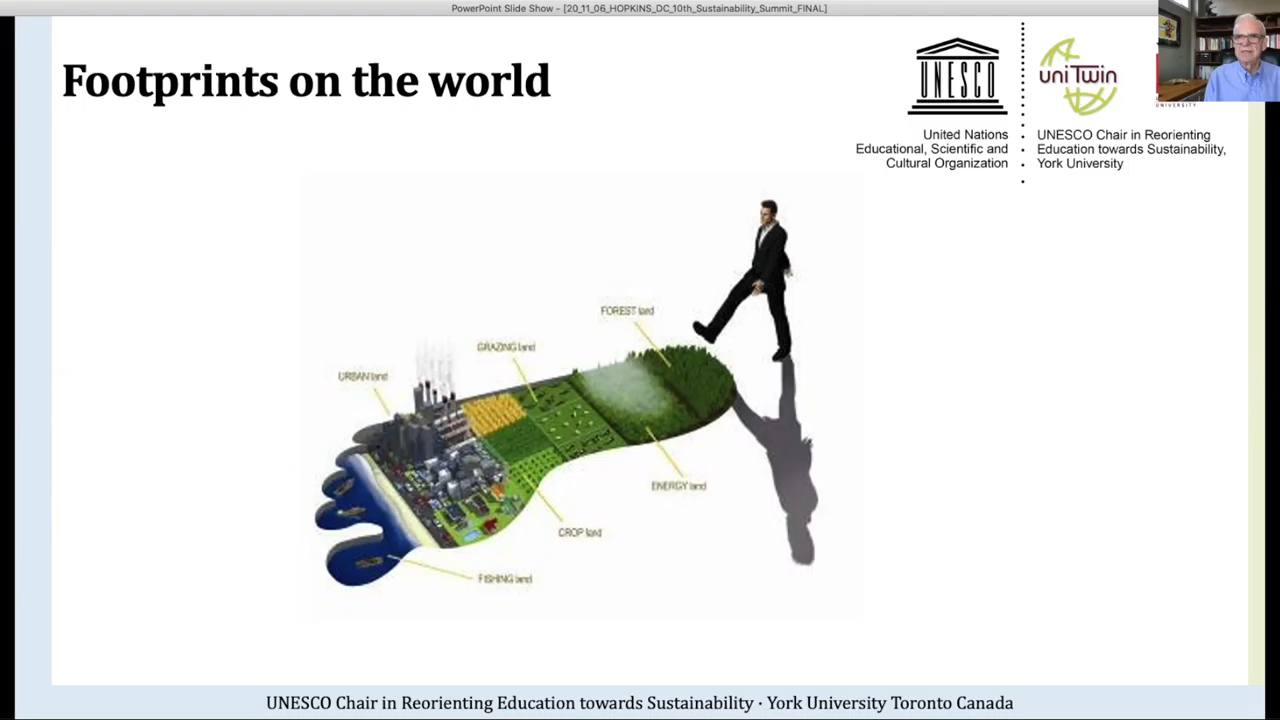 PowerPoint Slide Show - [20_11_06_HOPKINS_DC_10th_Sustainability_Summit_FINAL]
Footprints on the world
UNESCO
United Nations
Educational, Scientific and
Cultural Organization
uniTwin
UNIVERSITY
UNESCO Chair in Reorienting
Education towards Sustainability,
York University
FOREST land
GRAZING land
URBAN land
ENERGY land
CROP land
FISHING land
UNESCO Chair in Reorienting Education towards Sustainability · York University Toronto Canada